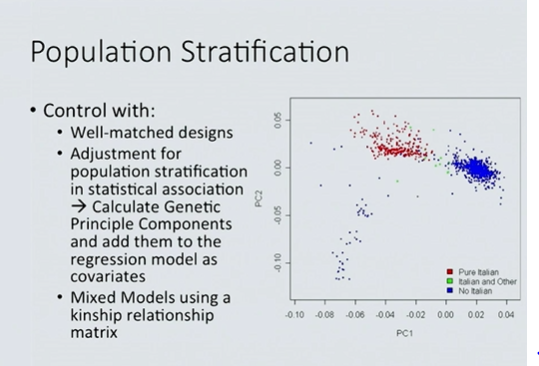 Population Stratification
• Control with:
• Well-matched designs
• Adjustment for
population stratification
in statistical association
→ Calculate Genetic
Principle Components
and add them to the
regression model as
covariates
• Mixed Models using a
kinship relationship
matrix
PC2
0.05
0.00
-0.05
-0.10
Pure Italian
Italian and Other
No Italian
-0.10 -0.08 -0.06 -0.04 -0.02 0.00 0.02 0.04
PC1